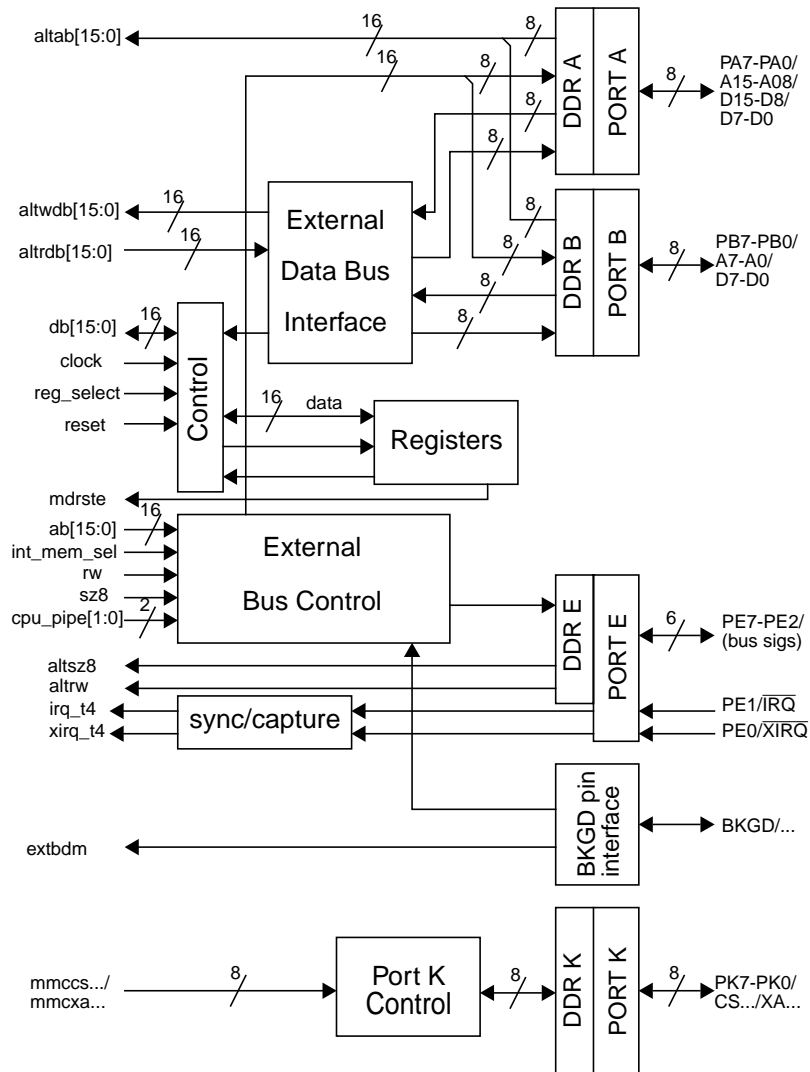 altab[15:0]
16
8
16
8
DDR A
PORT A
8
PA7-PA0/
A15-A08/
D15-D8/
D7-D0
8
8
altwdb[15:0]
16
altrdb[15:0]
16
External
Data Bus
Interface
8
8
8
8
DDR B
PORT B
8
PB7-PB0/
A7-A0/
D7-D0
db[15:0]
16
clock
reg_select
reset
Control
16
data
Registers
mdrste
ab[15:0]
16
int_mem_sel
rw
sz8
cpu_pipe[1:0]
2
External
Bus Control
DDR E
PORT E
6
PE7-PE2/
(bus sigs)
altsz8
altrw
irq_t4
xirq_t4
sync/capture
PE1/IRQ
PE0/XIRQ
BKGD pin
interface
BKGD/...
extbdm
mmccs.../
mmcxa...
8
Port K
Control
8
DDR K
PORT K
8
PK7-PK0/
CS.../XA...